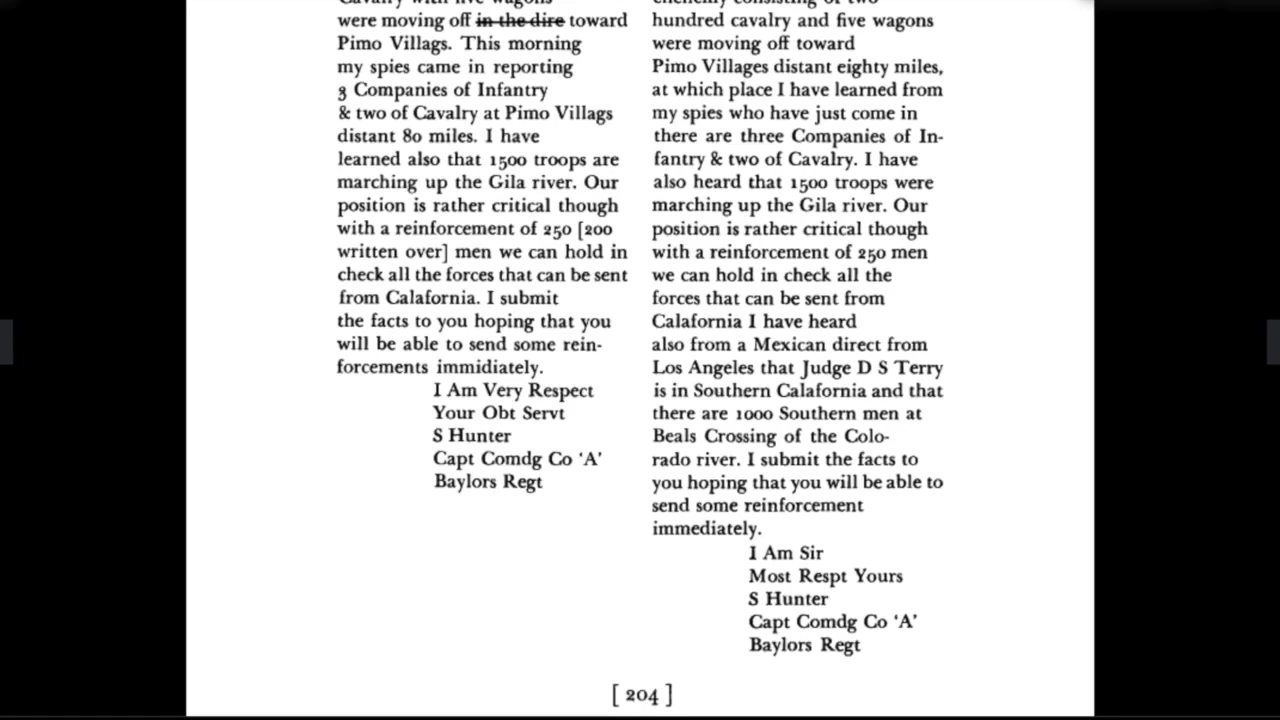 Cavalry with five wagons
were moving off in the dire toward
Pimo Villags. This morning
my spies came in reporting
3 Companies of Infantry
& two of Cavalry at Pimo Villags
distant 80 miles. I have
learned also that 1500 troops are
marching up the Gila river. Our
position is rather critical though
with a reinforcement of 250 [200
written over] men we can hold in
check all the forces that can be sent
from Calafornia. I submit
the facts to you hoping that you
will be able to send some rein-
forcements immidiately.
I Am Very Respect
Your Obt Servt
S Hunter
Capt Comdg Co ‘A’
Baylors Regt
consisting of two
hundred cavalry and five wagons
were moving off toward
Pimo Villages distant eighty miles,
at which place I have learned from
my spies who have just come in
there are three Companies of In-
fantry & two of Cavalry. I have
also heard that 1500 troops were
marching up the Gila river. Our
position is rather critical though
with a reinforcement of 250 men
we can hold in check all the
forces that can be sent from
Calafornia I have heard
also from a Mexican direct from
Los Angeles that Judge D S Terry
is in Southern Calafornia and that
there are 1000 Southern men at
Beals Crossing of the Colo-
rado river. I submit the facts to
you hoping that you will be able to
send some reinforcement
immediately.
I Am Sir
Most Respt Yours
S Hunter
Capt Comdg Co ‘A’
Baylors Regt
[ 204 ]